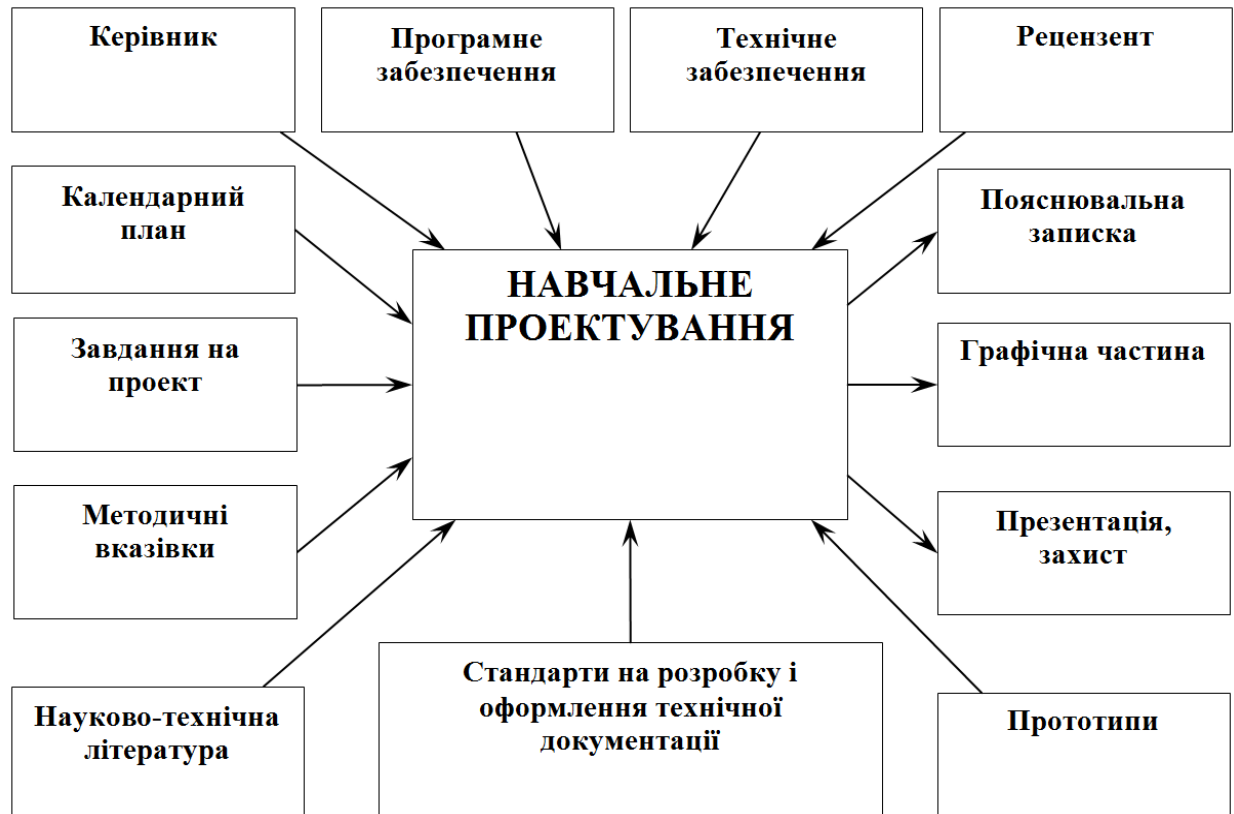 Керівник
Програмне
забезпечення
Технічне
забезпечення
Рецензент
Календарний
план
Пояснювальна
записка
НАВЧАЛЬНЕ
ПРОЕКТУВАННЯ
Завдання на
проект
Графічна частина
Методичні
вказівки
Презентація,
захист
Науково-технічна
література
Стандарти на розробку і
оформлення технічної
документації
Прототипи